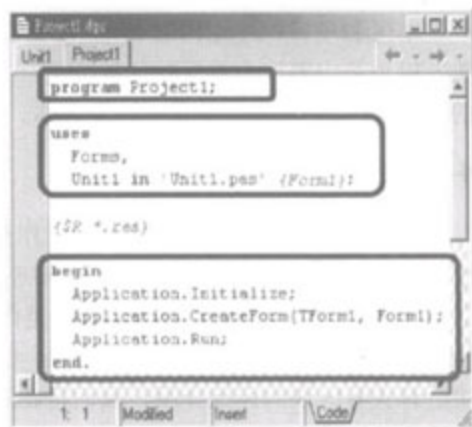 Project1.dpr
Unit1 Project1
program Project1;
uses
Forms,
Unit1 in 'Unit1.pas' {Form1};
{$R *.res}
begin
Application.Initialize;
Application.CreateForm(TForm1, Form1);
Application.Run;
end.
1: 1 Modified Insert \Code/